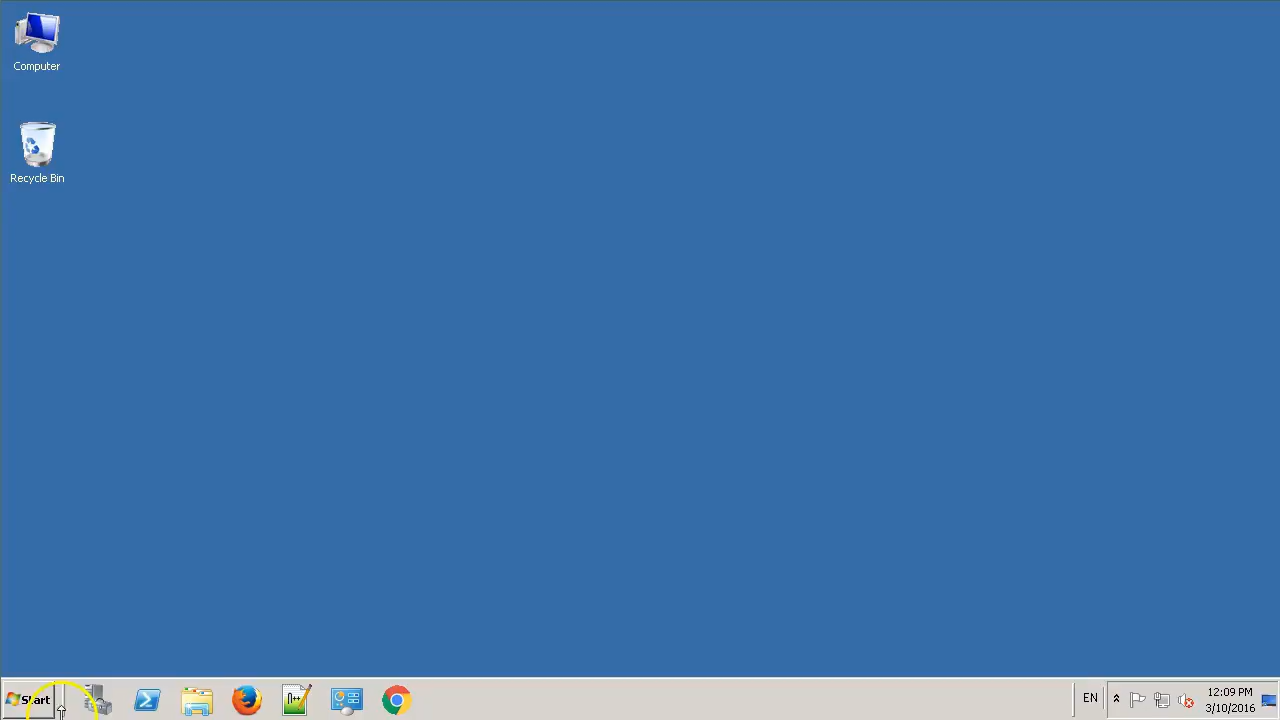 Computer
Recycle Bin
Start
n++
EN
12:09 PM
3/10/2016